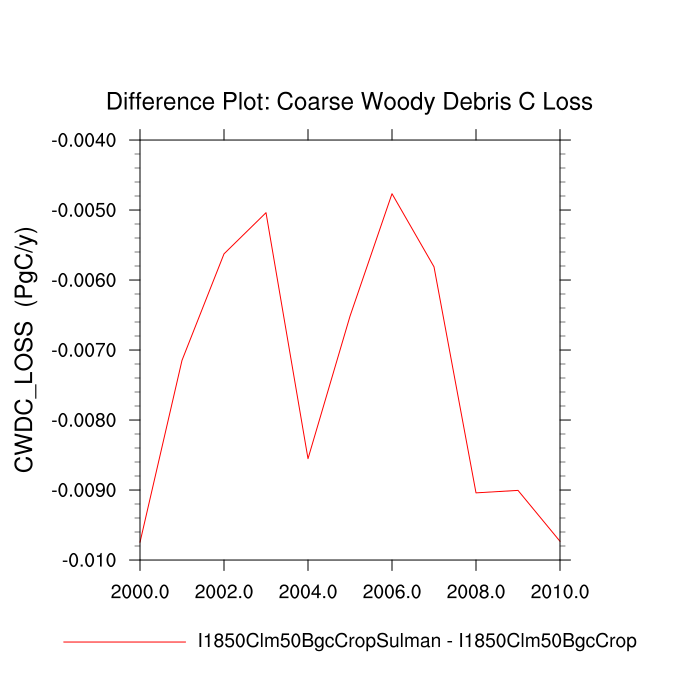 Difference Plot: Coarse Woody Debris C Loss
CWDC_LOSS (PgC/y)
-0.0040
-0.0050
-0.0060
-0.0070
-0.0080
-0.0090
-0.010
2000.0 2002.0 2004.0 2006.0 2008.0 2010.0
I1850Clm50BgcCropSulman - I1850Clm50BgcCrop